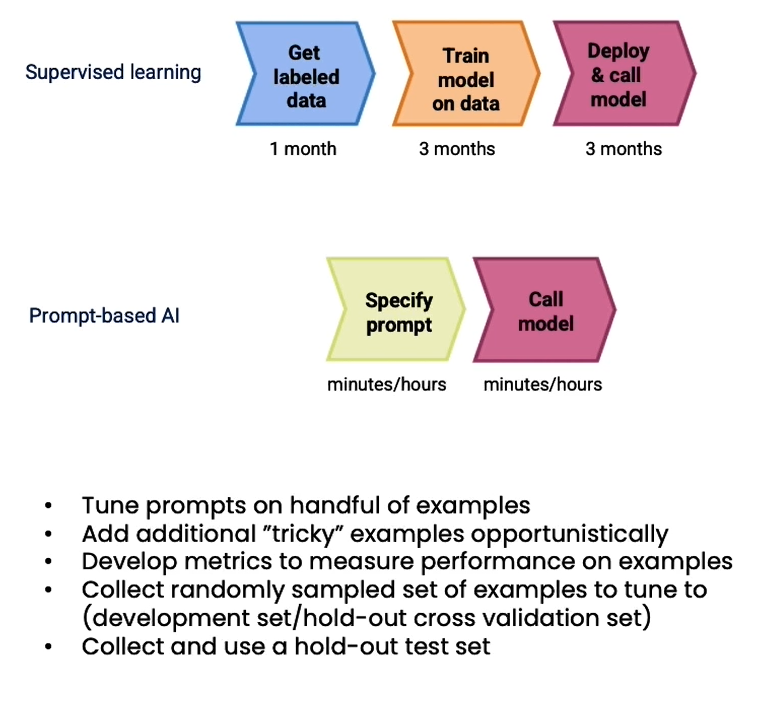 Supervised learning
Get
labeled
data
Train
model
on data
Deploy
& call
model
1 month
3 months
3 months
Prompt-based AI
Specify
prompt
Call
model
minutes/hours
minutes/hours
• Tune prompts on handful of examples
• Add additional ”tricky” examples opportunistically
• Develop metrics to measure performance on examples
• Collect randomly sampled set of examples to tune to
(development set/hold-out cross validation set)
• Collect and use a hold-out test set